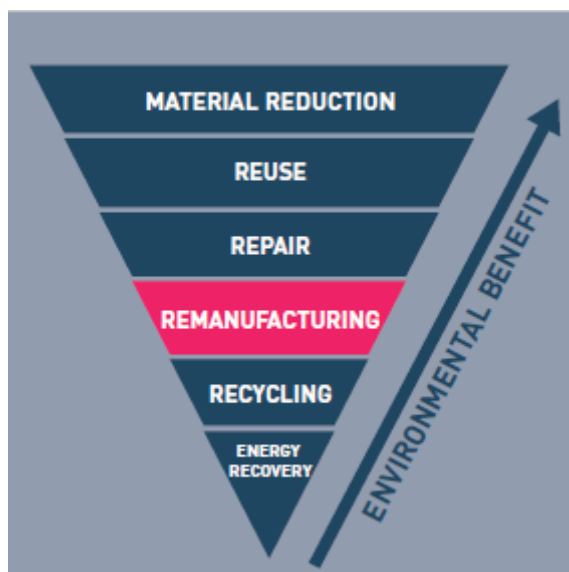 MATERIAL REDUCTION
REUSE
REPAIR
REMANUFACTURING
RECYCLING
ENERGY
RECOVERY
ENVIRONMENTAL BENEFIT